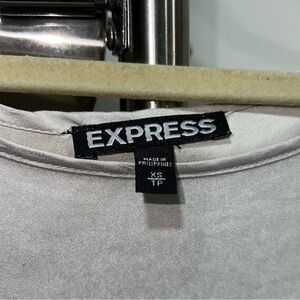 EXPRESS
MADE IN
PHILIPPINES
XS
TP